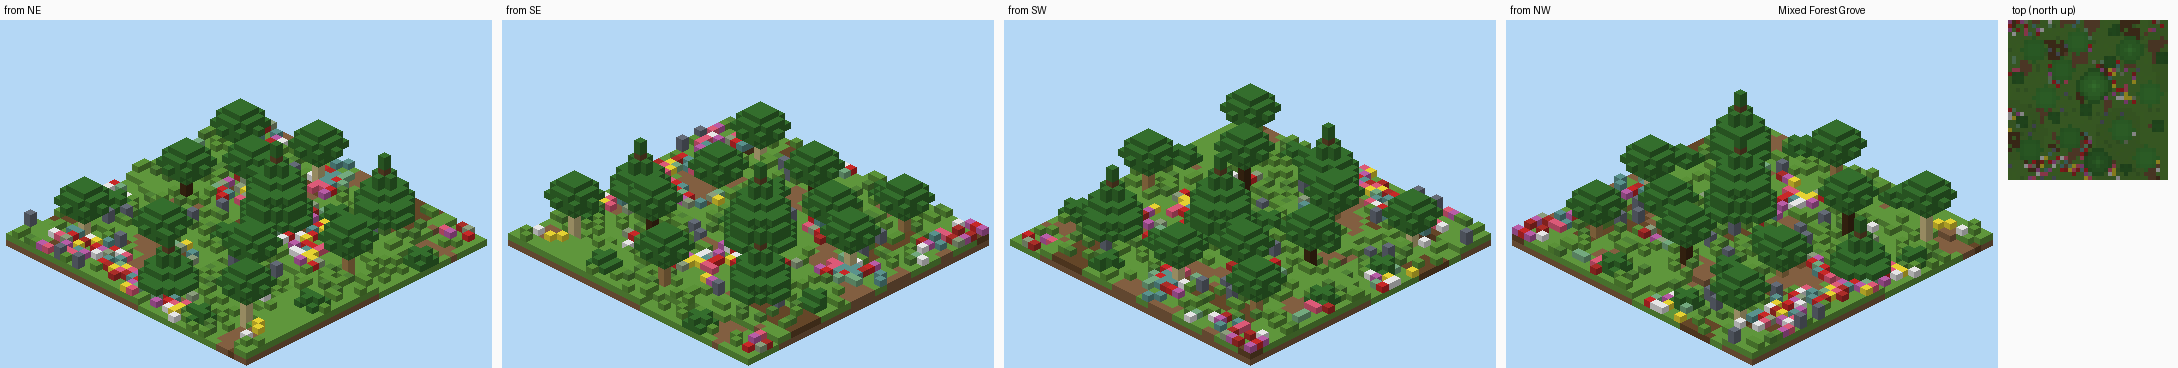 from NE
from SE
from SW
from NW
Mixed Forest Grove
top (north up)